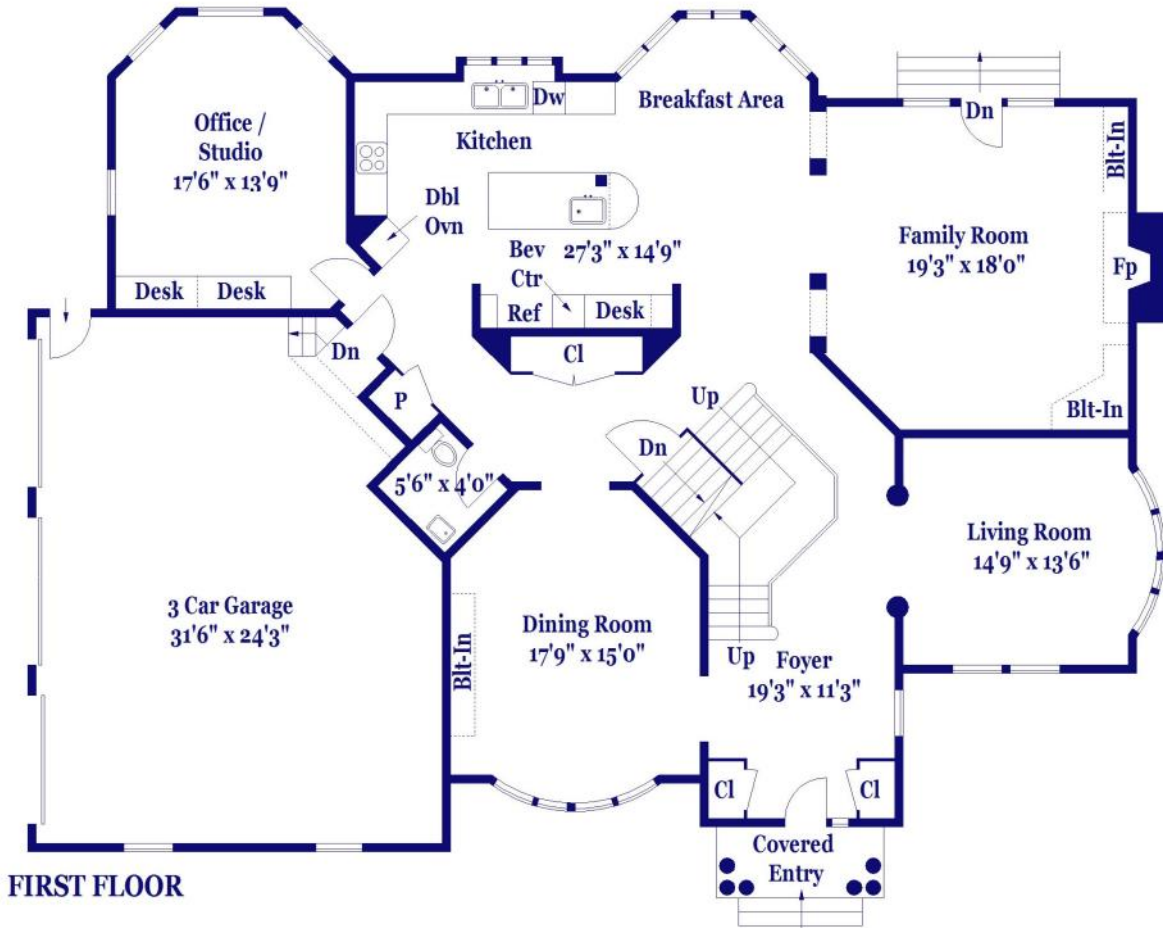 Office /
Studio
17'6" x 13'9"
Desk
Desk
Kitchen
Dw
Breakfast Area
Dbl
Ovn
Bev
Ctr
27'3" x 14'9"
Ref
Desk
Cl
Dn
Blt-In
Family Room
19'3" x 18'0"
Fp
Blt-In
Dn
P
5'6" x 4'0"
Up
Dn
Living Room
14'9" x 13'6"
3 Car Garage
31'6" x 24'3"
Blt-In
Dining Room
17'9" x 15'0"
Up
Foyer
19'3" x 11'3"
Cl
Cl
Covered
Entry
FIRST FLOOR